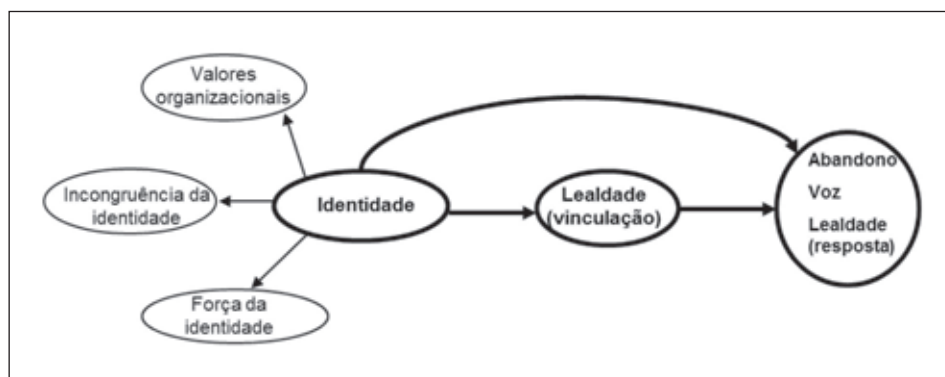 Valores
organizacionais
Incongruência da
identidade
Força da
identidade
Identidade
Lealdade
(vinculação)
Abandono
Voz
Lealdade
(resposta)